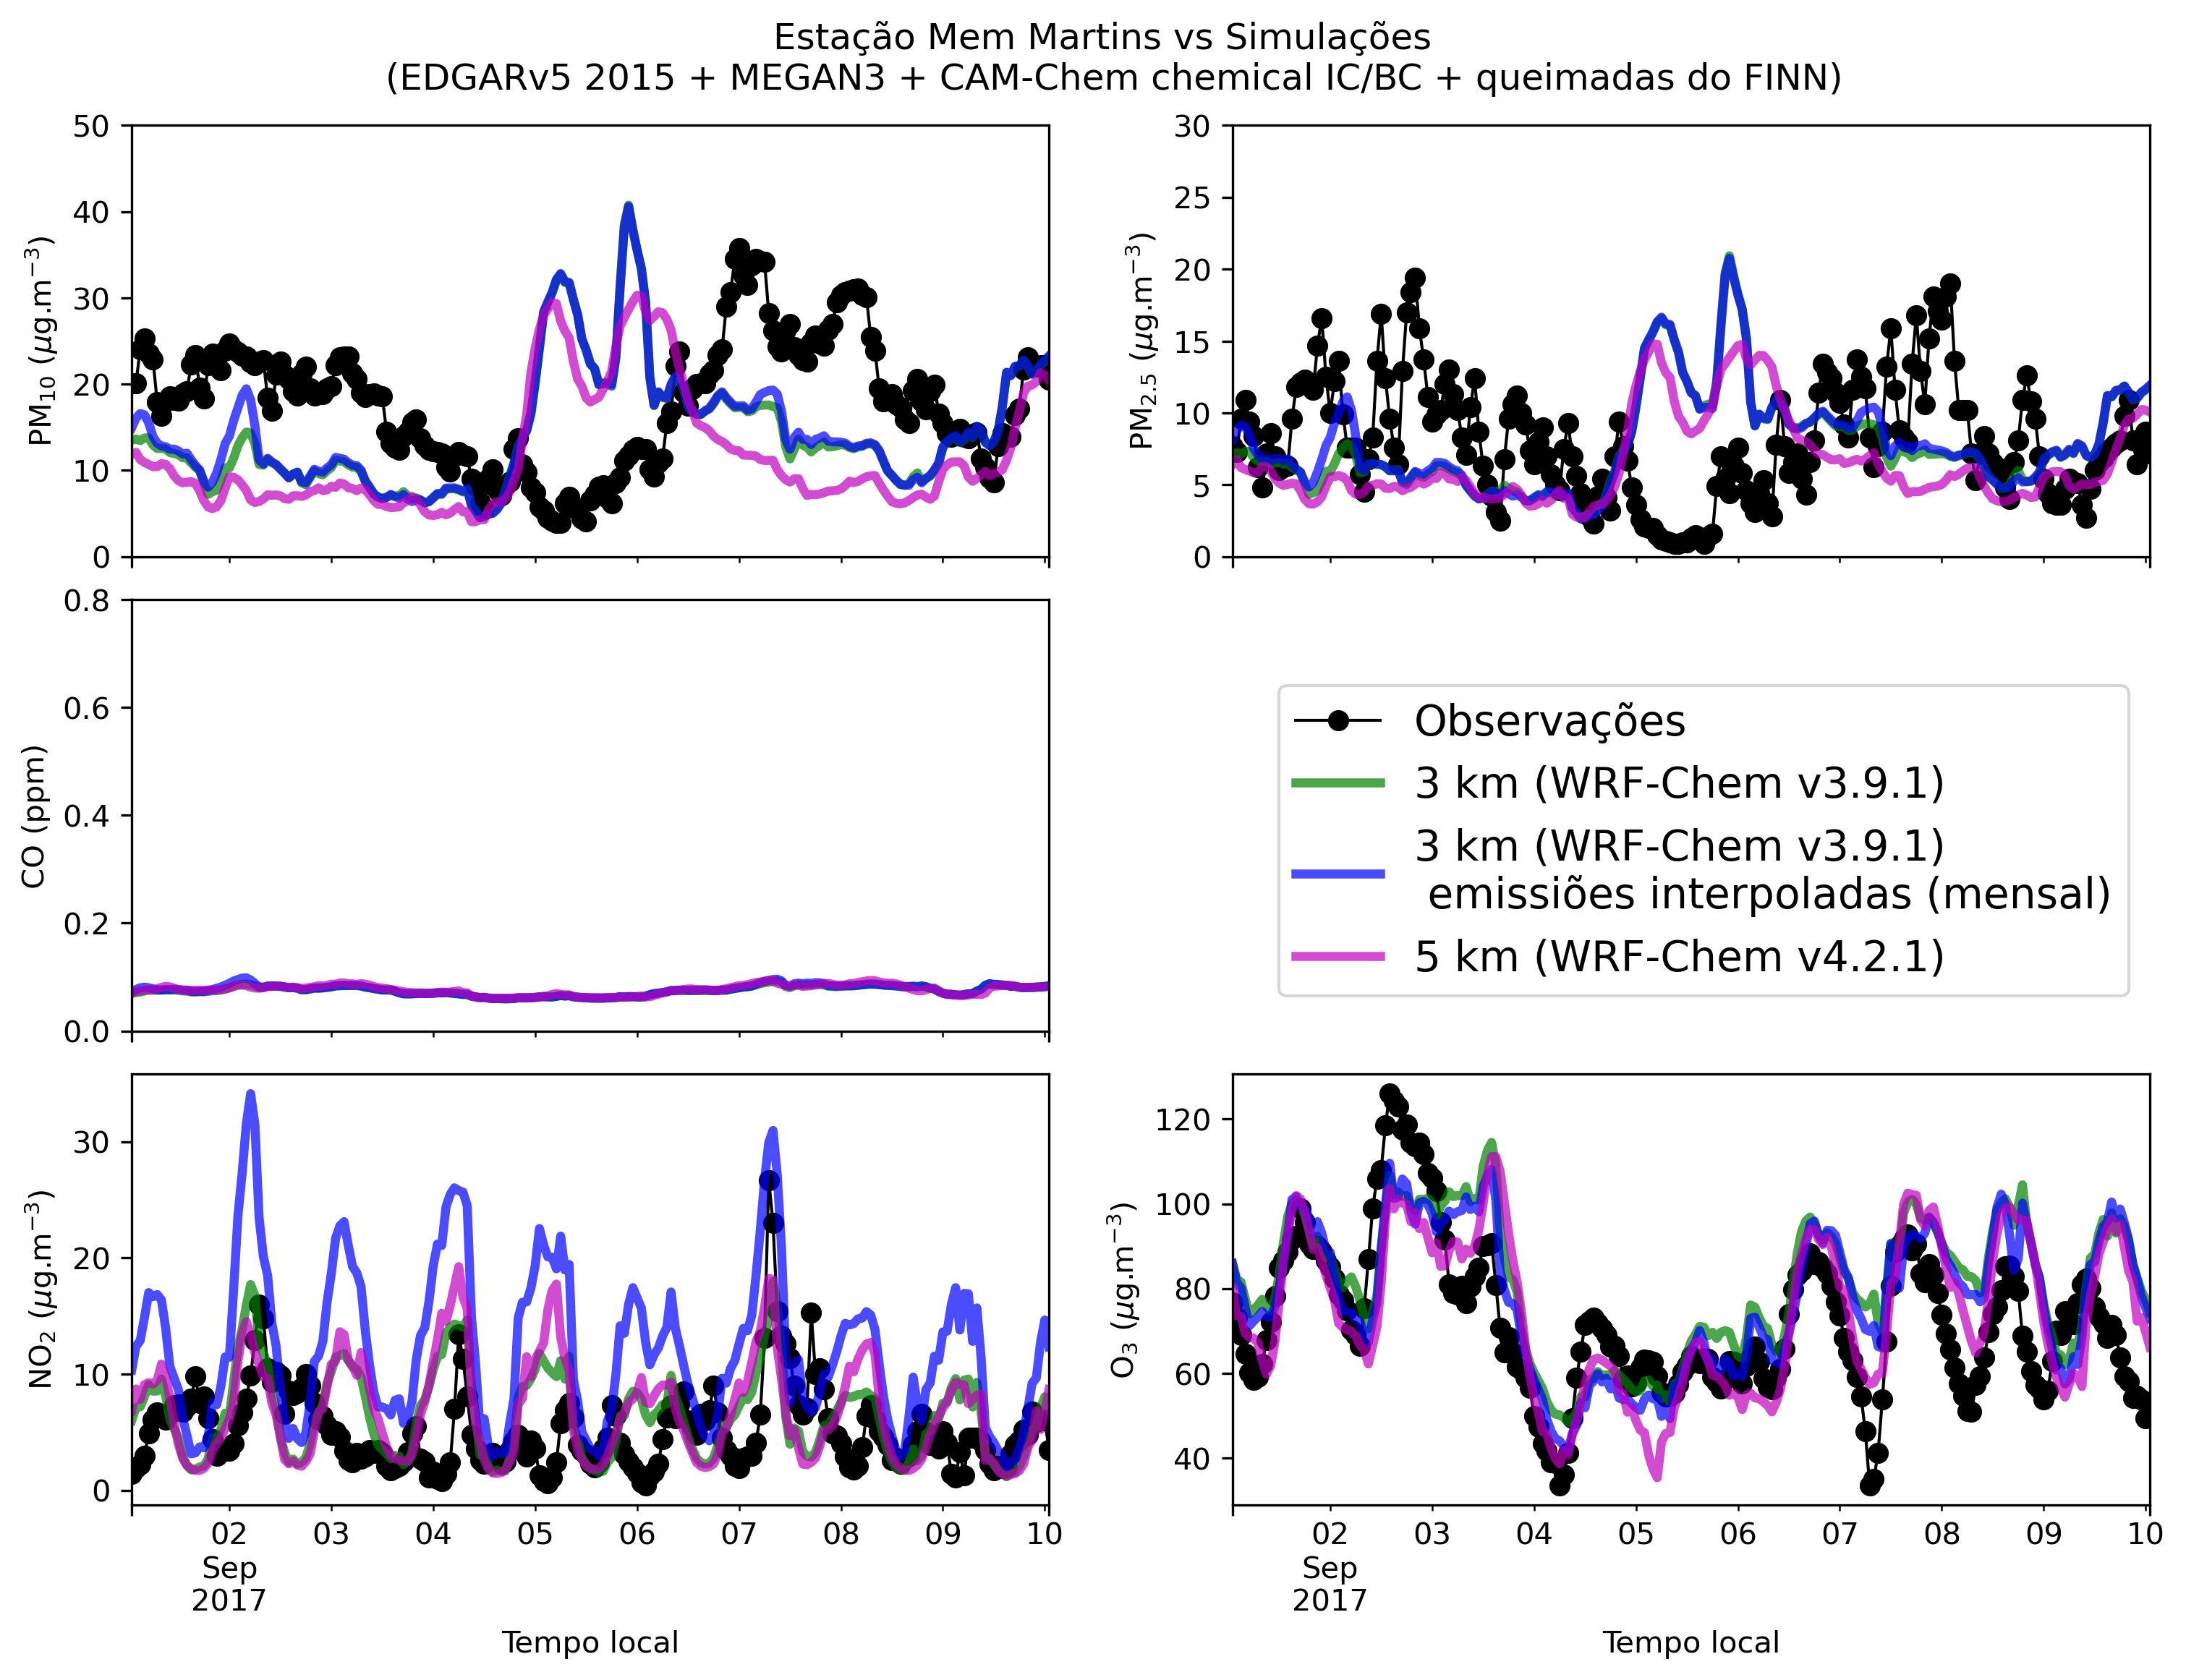 Estação Mem Martins vs Simulações
(EDGARv5 2015 + MEGAN3 + CAM-Chem chemical IC/BC + queimadas do FINN)
50
40
30
20
10
0
PM₁₀ (μg.m⁻³)
30
25
20
15
10
5
0
PM₂.₅ (μg.m⁻³)
0.8
0.6
0.4
0.2
0.0
CO (ppm)
Observações
3 km (WRF-Chem v3.9.1)
3 km (WRF-Chem v3.9.1)
emissiões interpoladas (mensal)
5 km (WRF-Chem v4.2.1)
30
20
10
0
NO₂ (μg.m⁻³)
02 03 04 05 06 07 08 09 10
Sep
2017
Tempo local
120
100
80
60
40
O₃ (μg.m⁻³)
02 03 04 05 06 07 08 09 10
Sep
2017
Tempo local